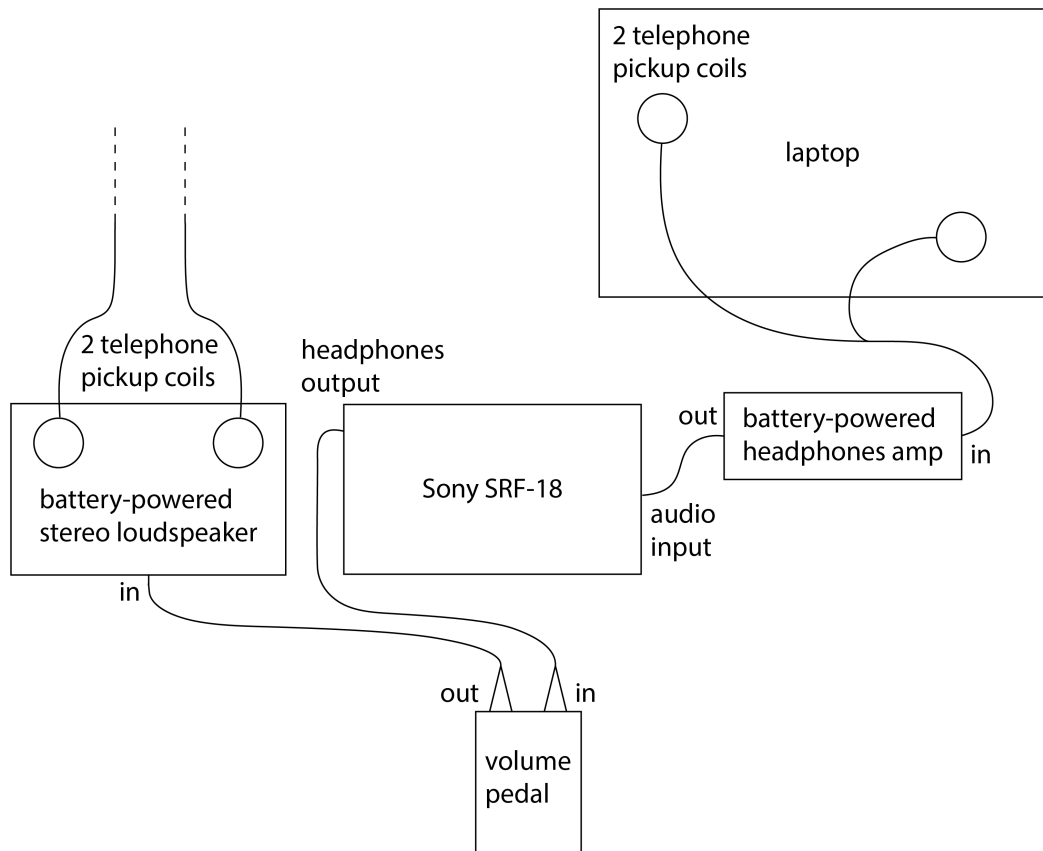 2 telephone
pickup coils
laptop
2 telephone
pickup coils
headphones
output
out
battery-powered
headphones amp
in
Sony SRF-18
audio
input
battery-powered
stereo loudspeaker
in
out
in
volume
pedal